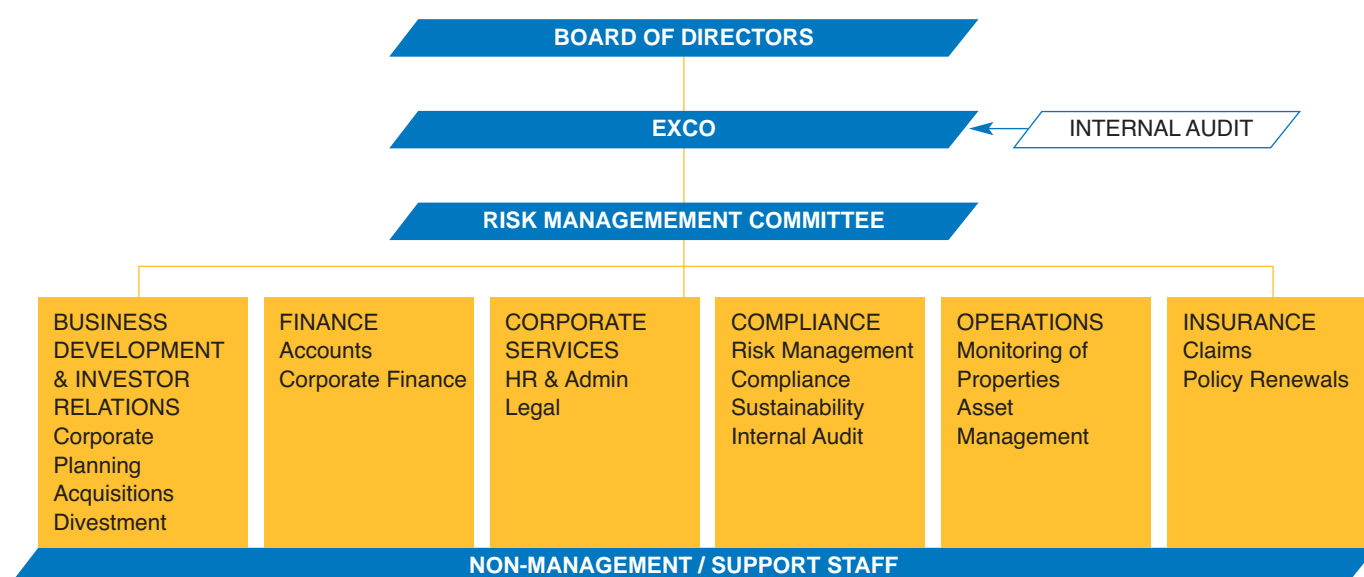 BOARD OF DIRECTORS
EXCO
INTERNAL AUDIT
RISK MANAGEMEMENT COMMITTEE
BUSINESS
DEVELOPMENT
& INVESTOR
RELATIONS
Corporate
Planning
Acquisitions
Divestment
FINANCE
Accounts
Corporate Finance
CORPORATE
SERVICES
HR & Admin
Legal
COMPLIANCE
Risk Management
Compliance
Sustainability
Internal Audit
OPERATIONS
Monitoring of
Properties
Asset
Management
INSURANCE
Claims
Policy Renewals
NON-MANAGEMENT / SUPPORT STAFF